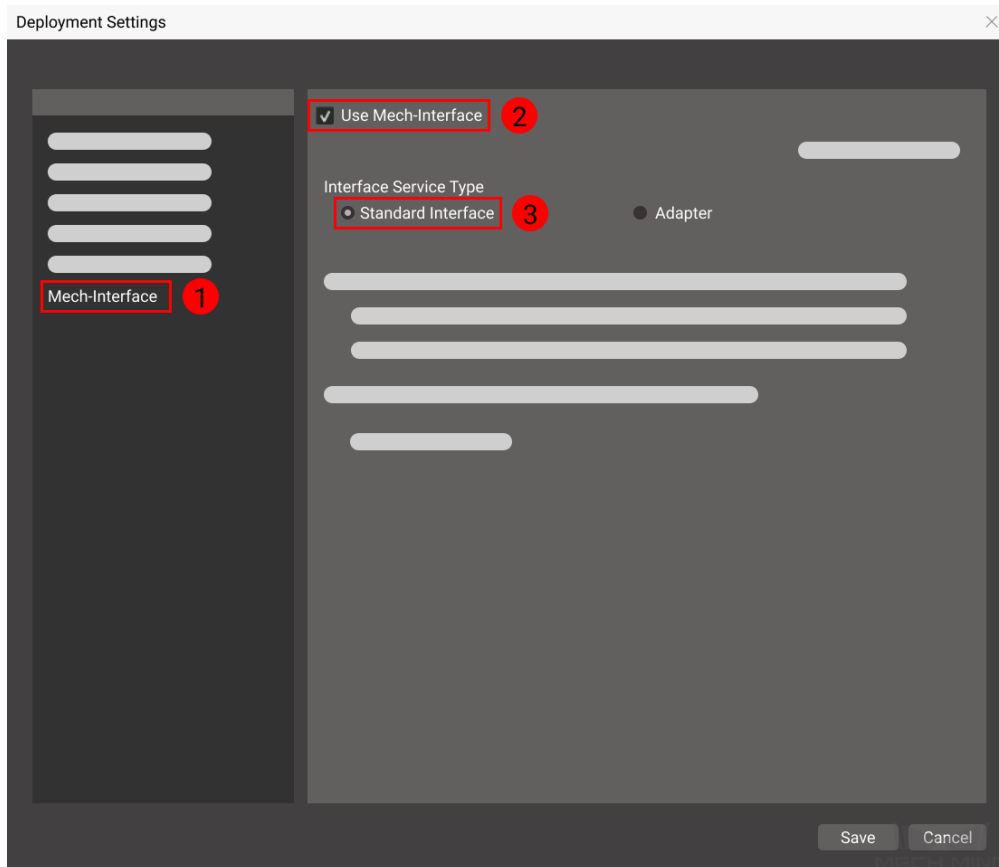 Deployment Settings
Use Mech-Interface 2
Interface Service Type
Standard Interface 3 Adapter
Mech-Interface 1
Save Cancel